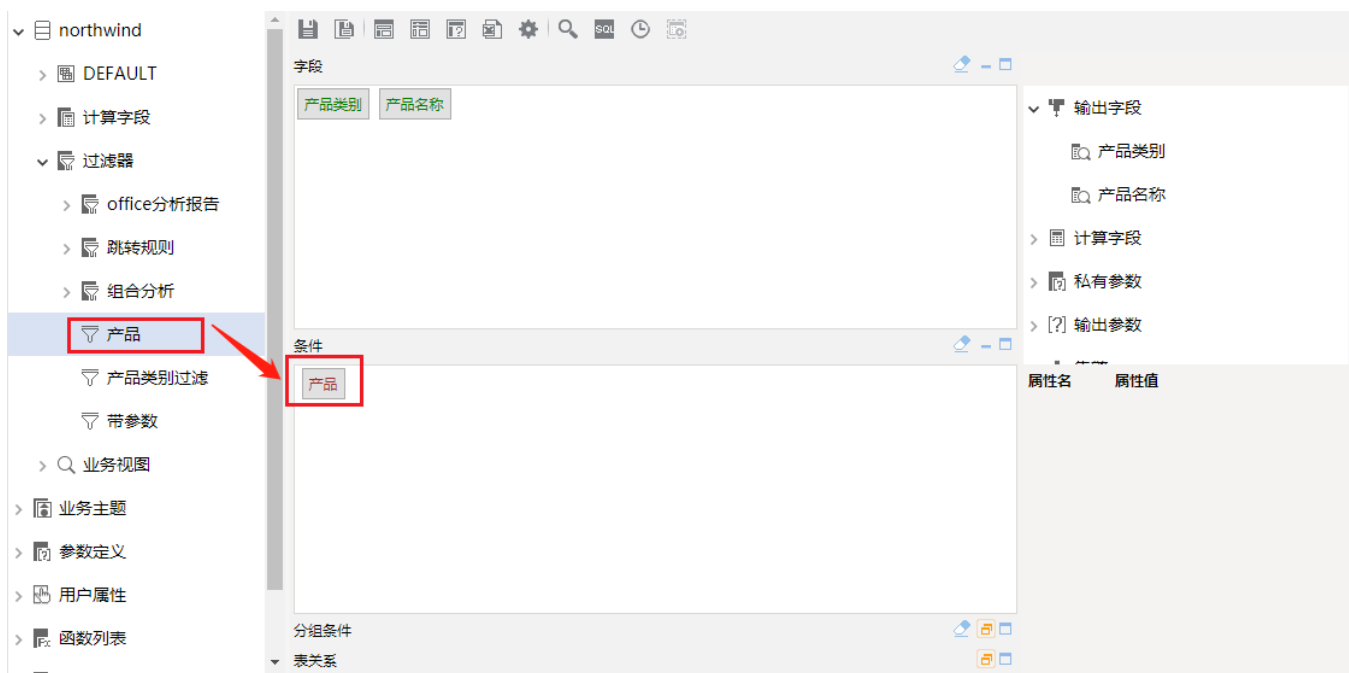 northwind
DEFAULT
计算字段
过滤器
office分析报告
跳转规则
组合分析
产品
产品类别过滤
带参数
业务视图
业务主题
参数定义
用户属性
函数列表
SQL
字段
产品类别 产品名称
条件
产品
分组条件
表关系
输出字段
产品类别
产品名称
计算字段
私有参数
[?] 输出参数
属性名 属性值